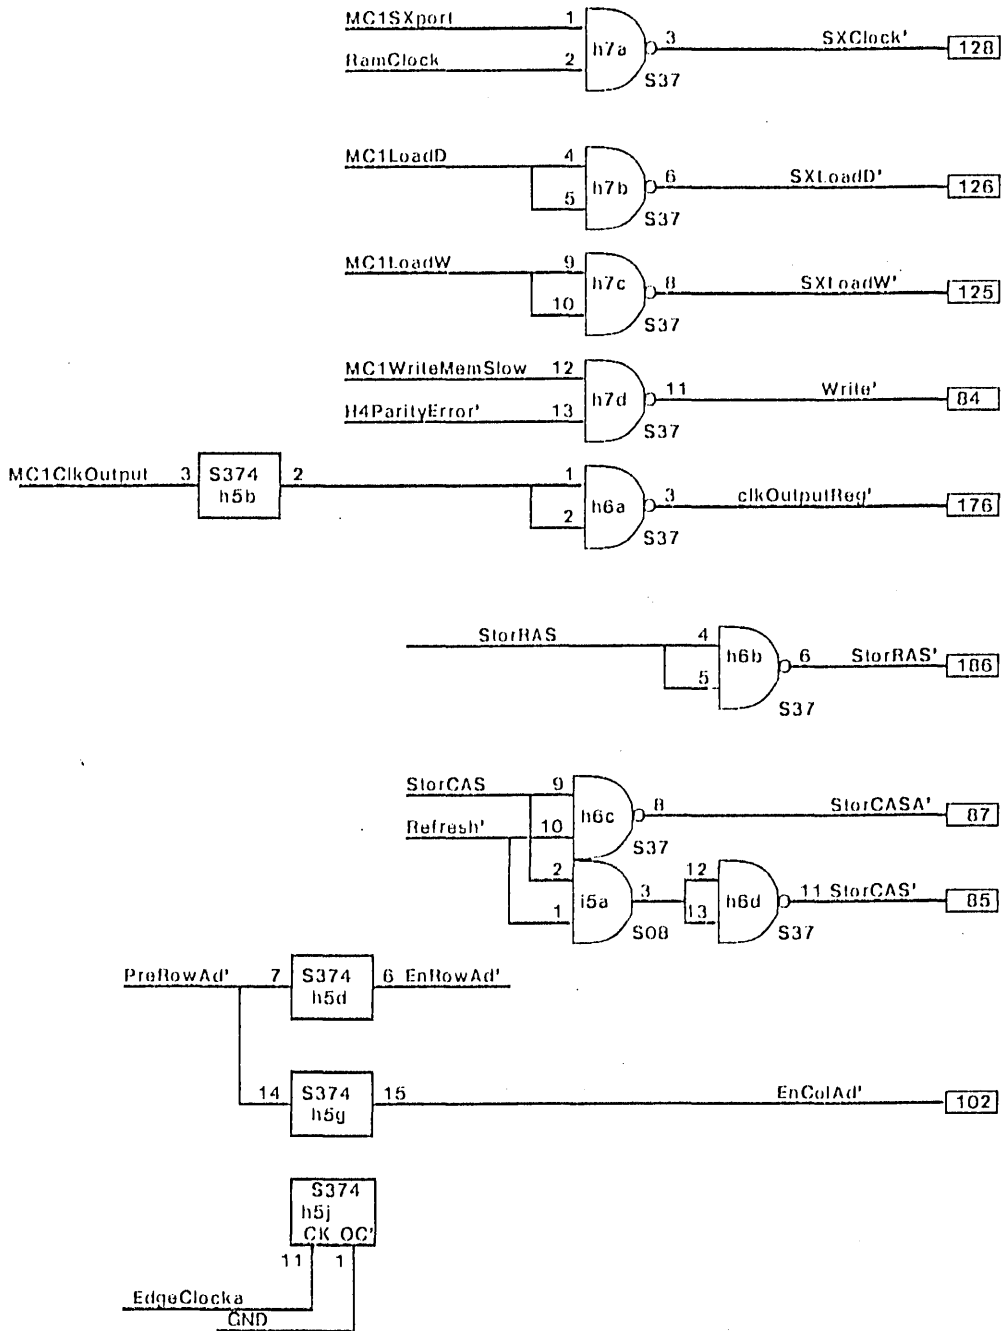 MC1SXport 1
h7a 3 SXClock' 128
RamClock 2
S37
MC1LoadD 4
h7b 6 SXLoadD' 126
5
S37
MC1LoadW 9
h7c 8 SXLoadW' 125
10
S37
MC1WriteMemSlow 12
h7d 11 Write' 84
H4ParityError' 13
S37
MC1ClkOutput 3 S374 2 1
h5b
h6a 3 clkOutputReg' 176
2
S37
StorRAS 4
h6b 6 StorRAS' 186
5
S37
StorCAS 9
h6c 8 StorCASA' 87
Refresh' 10
S37
2 12
i5a 3 h6d 11 StorCAS' 85
1 13
S08 S37
PreRowAd' 7 S374 6 EnRowAd'
h5d
14 S374 15 EnColAd' 102
h5g
S374
h5j
CK OC'
11 1
EdgeClocka
GND